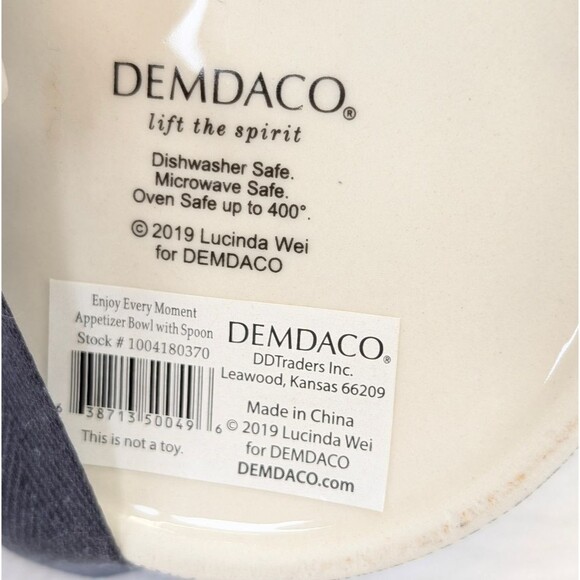 DEMDACO®
lift the spirit
Dishwasher Safe.
Microwave Safe.
Oven Safe up to 400°.
© 2019 Lucinda Wei
for DEMDACO
Enjoy Every Moment
Appetizer Bowl with Spoon
Stock # 1004180370
6 38713 50049 6
This is not a toy.
DEMDACO®
DDTraders Inc.
Leawood, Kansas 66209
Made in China
© 2019 Lucinda Wei
for DEMDACO
DEMDACO.com